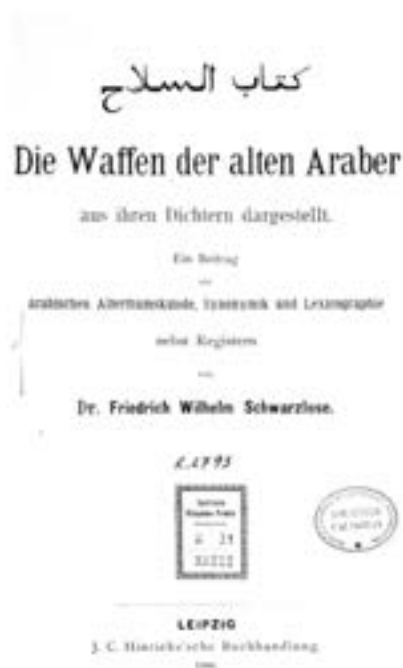 كتاب السلاح
Die Waffen der alten Araber
aus ihren Dichtern dargestellt.
Ein Beitrag
zur
arabischen Alterthumskunde, Synonymik und Lexicographie
nebst Registern
von
Dr. Friedrich Wilhelm Schwarzlose.
LEIPZIG
J. C. Hinrichs'sche Buchhandlung